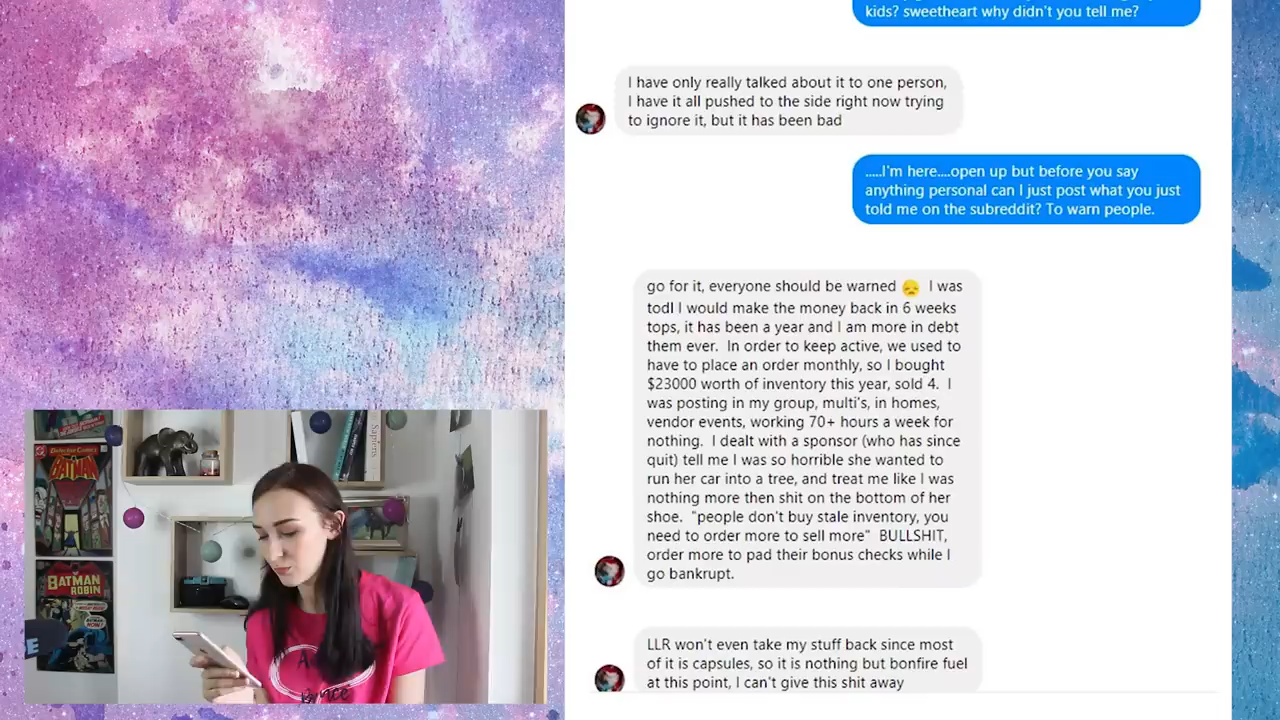 kids? sweetheart why didn't you tell me?
I have only really talked about it to one person,
I have it all pushed to the side right now trying
to ignore it, but it has been bad
.....I'm here....open up but before you say
anything personal can I just post what you just
told me on the subreddit? To warn people.
go for it, everyone should be warned 😞 I was
todl I would make the money back in 6 weeks
tops, it has been a year and I am more in debt
them ever. In order to keep active, we used to
have to place an order monthly, so I bought
$23000 worth of inventory this year, sold 4. I
was posting in my group, multi's, in homes,
vendor events, working 70+ hours a week for
nothing. I dealt with a sponsor (who has since
quit) tell me I was so horrible she wanted to
run her car into a tree, and treat me like I was
nothing more then shit on the bottom of her
shoe. "people don't buy stale inventory, you
need to order more to sell more" BULLSHIT,
order more to pad their bonus checks while I
go bankrupt.
LLR won't even take my stuff back since most
of it is capsules, so it is nothing but bonfire fuel
at this point, I can't give this shit away
BATMAN
BATMAN
ROBIN
Sapiens